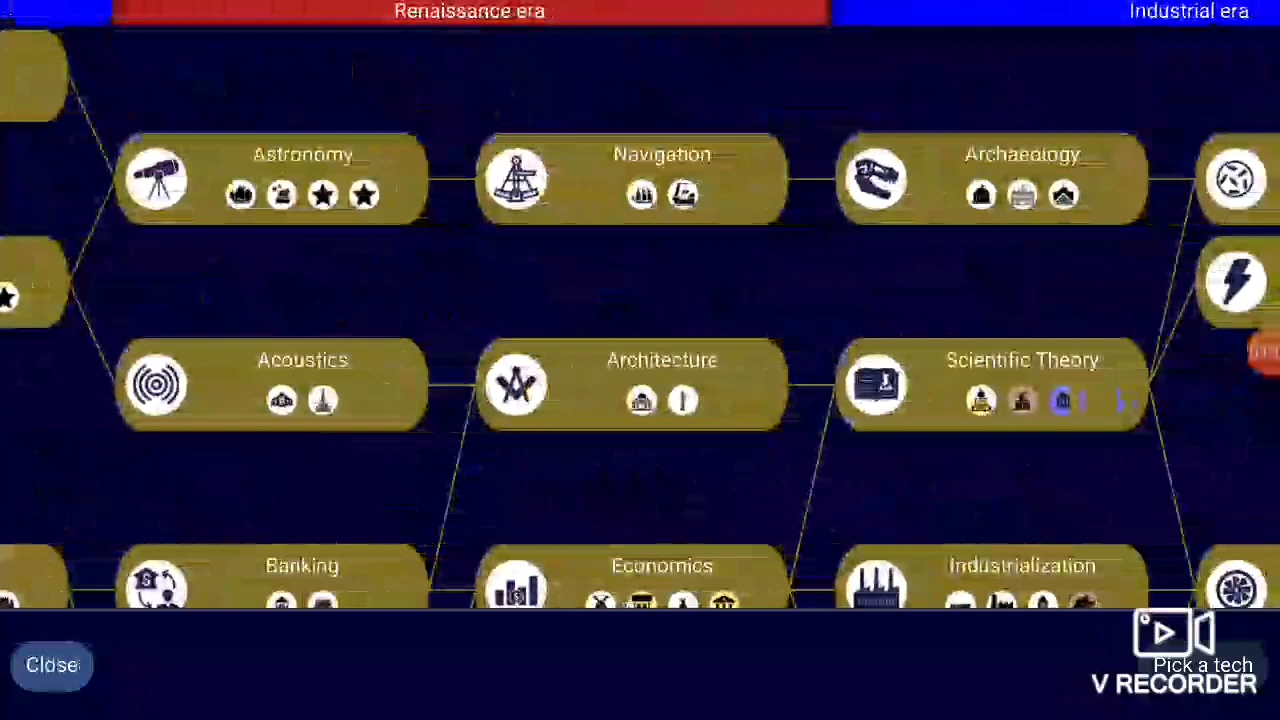 Renaissance era
Industrial era
Astronomy
Navigation
Archaeology
Acoustics
Architecture
Scientific Theory
Banking
Economics
Industrialization
Close
Pick a tech
V RECORDER